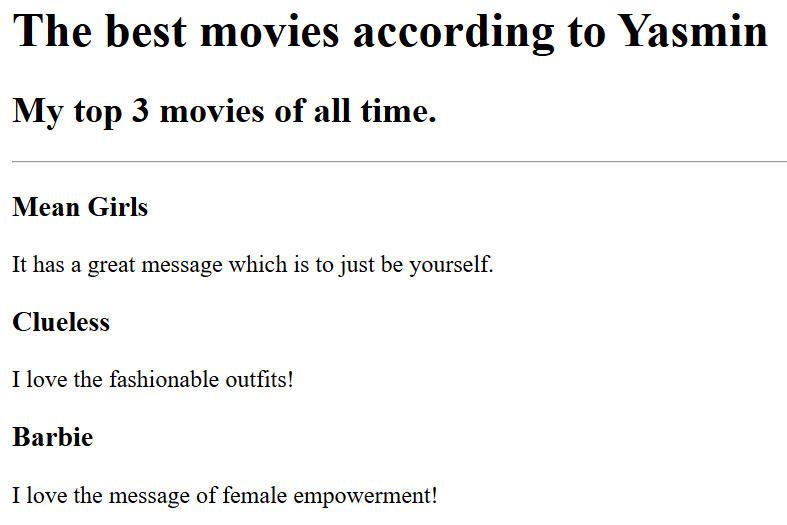 The best movies according to Yasmin
My top 3 movies of all time.
Mean Girls
It has a great message which is to just be yourself.
Clueless
I love the fashionable outfits!
Barbie
I love the message of female empowerment!